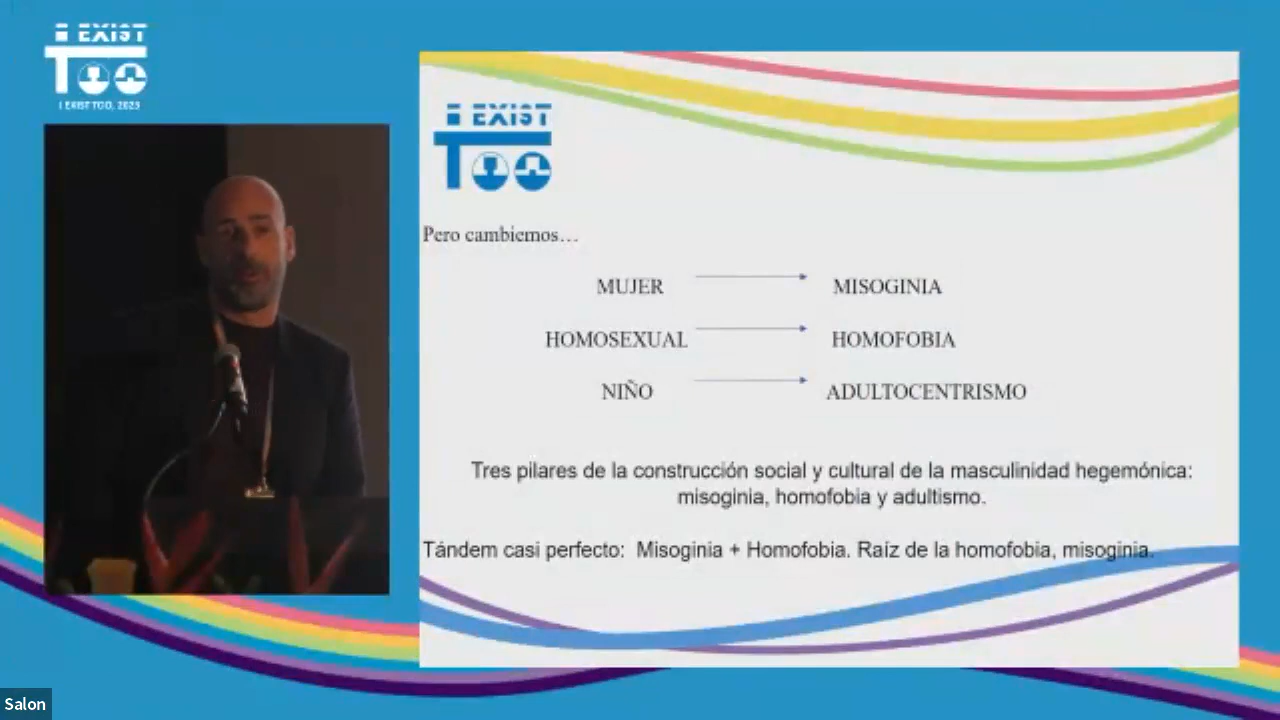 I EXIST
TOO
I EXIST TOO, 2023
I EXIST
TOO
Pero cambiemos…
MUJER MISOGINIA
HOMOSEXUAL HOMOFOBIA
NIÑO ADULTOCENTRISMO
Tres pilares de la construcción social y cultural de la masculinidad hegemónica:
misoginia, homofobia y adultismo.
Tándem casi perfecto: Misoginia + Homofobia. Raíz de la homofobia, misoginia.
Salon